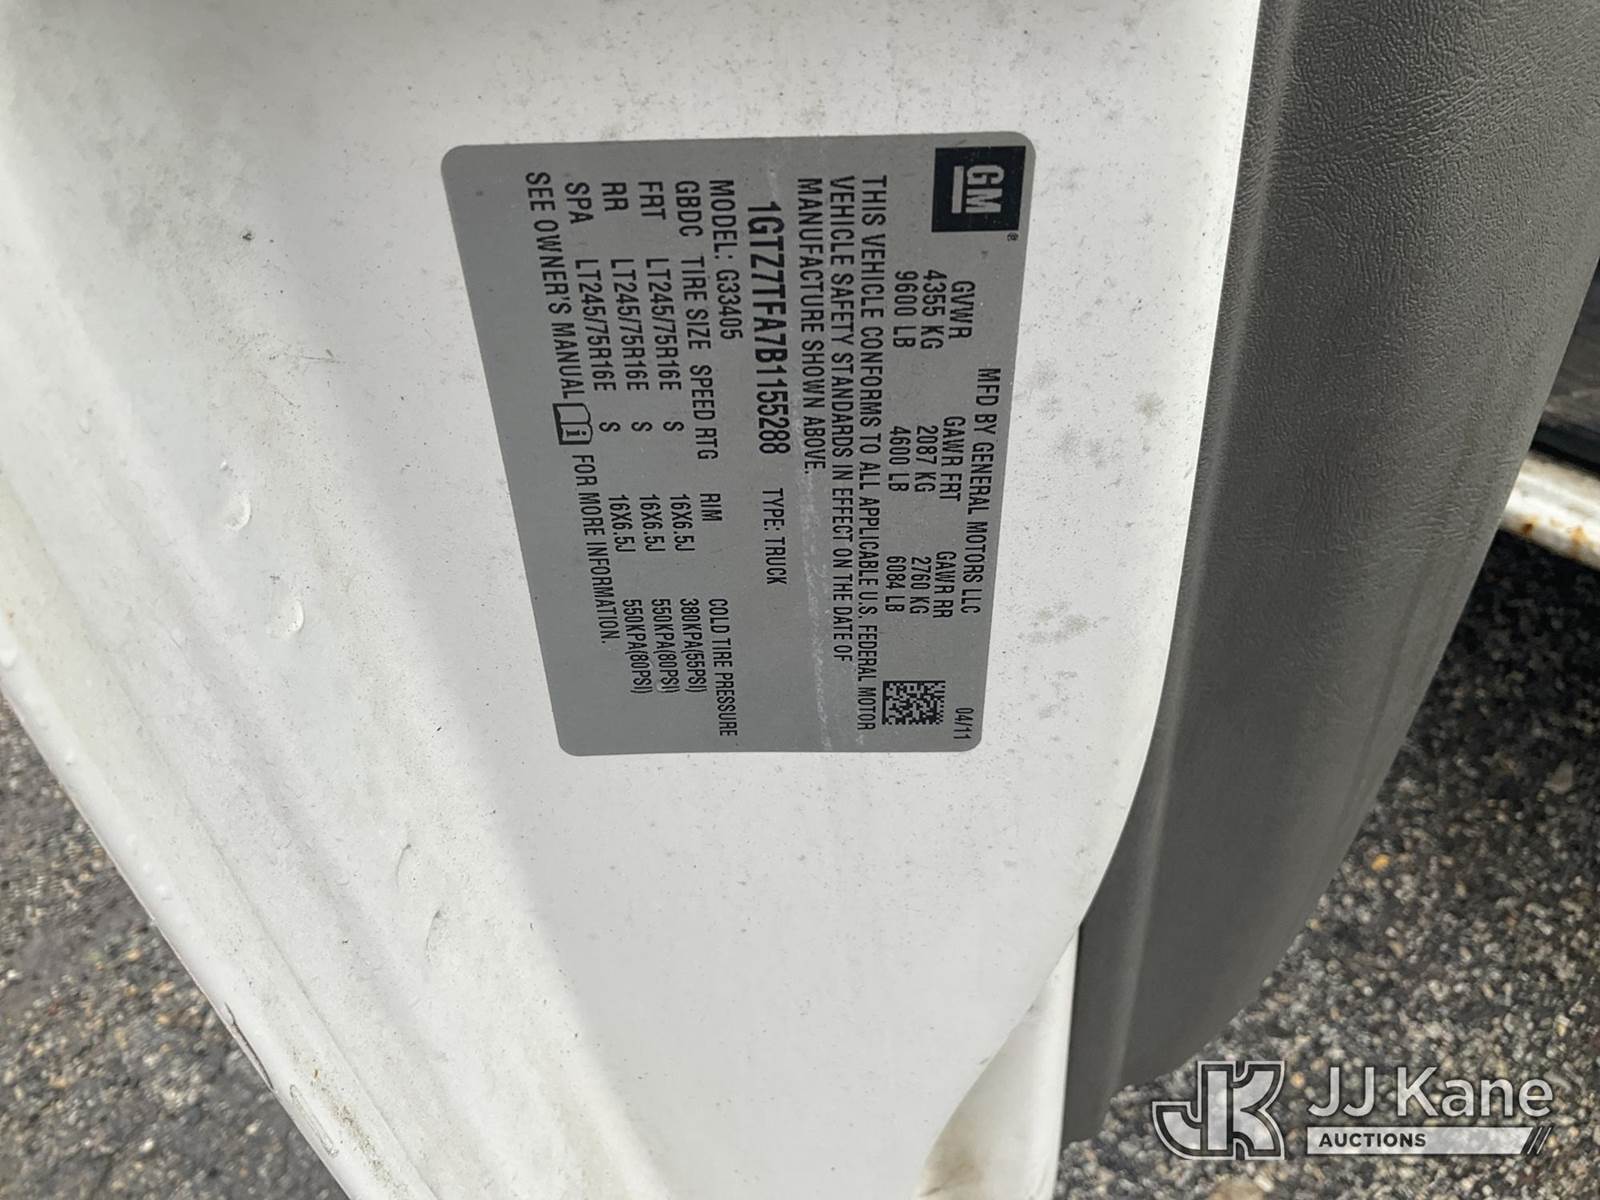 GM®
MFD BY GENERAL MOTORS LLC 04/11
GVWR GAWR FRT GAWR RR
4355 KG 2087 KG 2760 KG
9600 LB 4600 LB 6084 LB
THIS VEHICLE CONFORMS TO ALL APPLICABLE U.S. FEDERAL MOTOR
VEHICLE SAFETY STANDARDS IN EFFECT ON THE DATE OF
MANUFACTURE SHOWN ABOVE.
1GTZ7TFA7B1155288 TYPE: TRUCK
MODEL: G33405
GBDC TIRE SIZE SPEED RTG RIM COLD TIRE PRESSURE
FRT LT245/75R16E S 16X6.5J 380KPA(55PSI)
RR LT245/75R16E S 16X6.5J 550KPA(80PSI)
SPA LT245/75R16E S 16X6.5J 550KPA(80PSI)
SEE OWNER'S MANUAL i FOR MORE INFORMATION.
JK JJ Kane
AUCTIONS